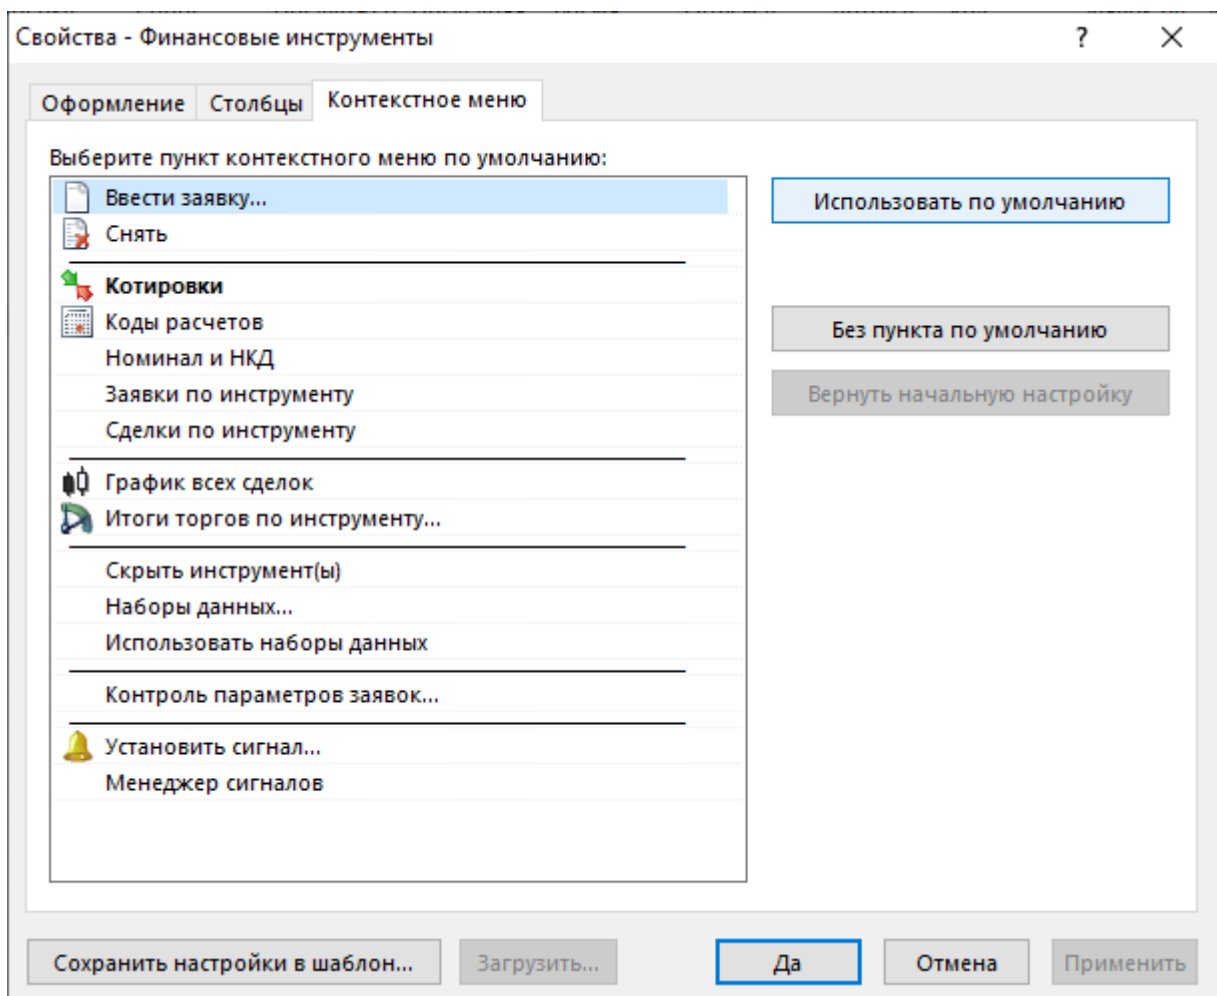 Свойства - Финансовые инструменты
?
Оформление Столбцы Контекстное меню
Выберите пункт контекстного меню по умолчанию:
Ввести заявку...
Использовать по умолчанию
Снять
Котировки
Коды расчетов
Без пункта по умолчанию
Номинал и НКД
Заявки по инструменту
Вернуть начальную настройку
Сделки по инструменту
График всех сделок
Итоги торгов по инструменту...
Скрыть инструмент(ы)
Наборы данных...
Использовать наборы данных
Контроль параметров заявок...
Установить сигнал...
Менеджер сигналов
Сохранить настройки в шаблон... Загрузить... Да Отмена Применить